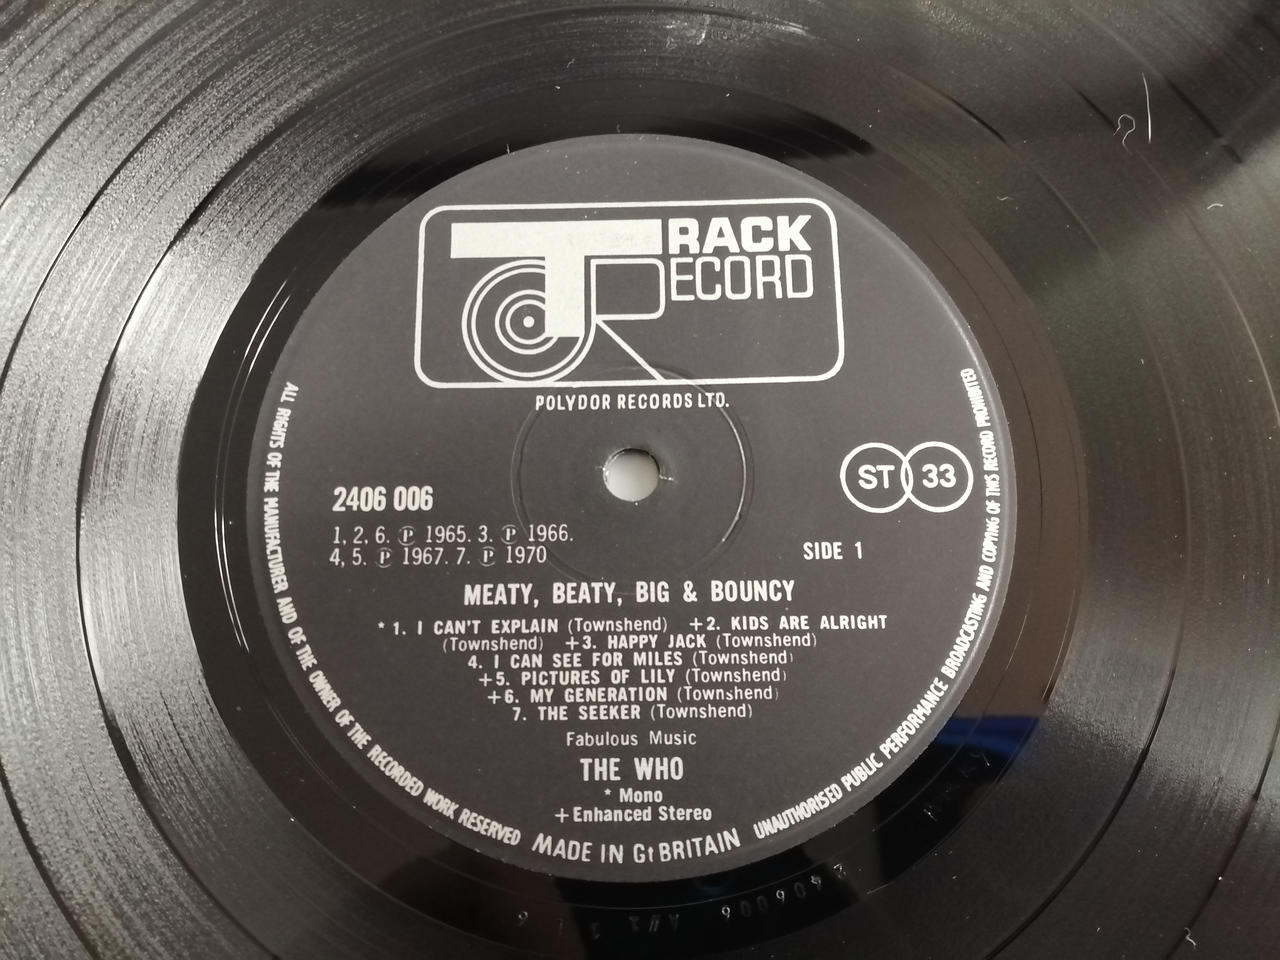 TRACK
RECORD
POLYDOR RECORDS LTD.
2406 006
ST 33
1, 2, 6. ℗ 1965. 3. ℗ 1966.
4, 5. ℗ 1967. 7. ℗ 1970
SIDE 1
MEATY, BEATY, BIG & BOUNCY
* 1. I CAN'T EXPLAIN (Townshend) +2. KIDS ARE ALRIGHT
(Townshend) +3. HAPPY JACK (Townshend)
4. I CAN SEE FOR MILES (Townshend)
+5. PICTURES OF LILY (Townshend)
+6. MY GENERATION (Townshend)
7. THE SEEKER (Townshend)
Fabulous Music
THE WHO
* Mono
+Enhanced Stereo
ALL RIGHTS OF THE MANUFACTURER AND OF THE OWNER OF THE RECORDED WORK RESERVED
MADE IN Gt BRITAIN
UNAUTHORISED PUBLIC PERFORMANCE BROADCASTING AND COPYING OF THIS RECORD PROHIBITED
2406006